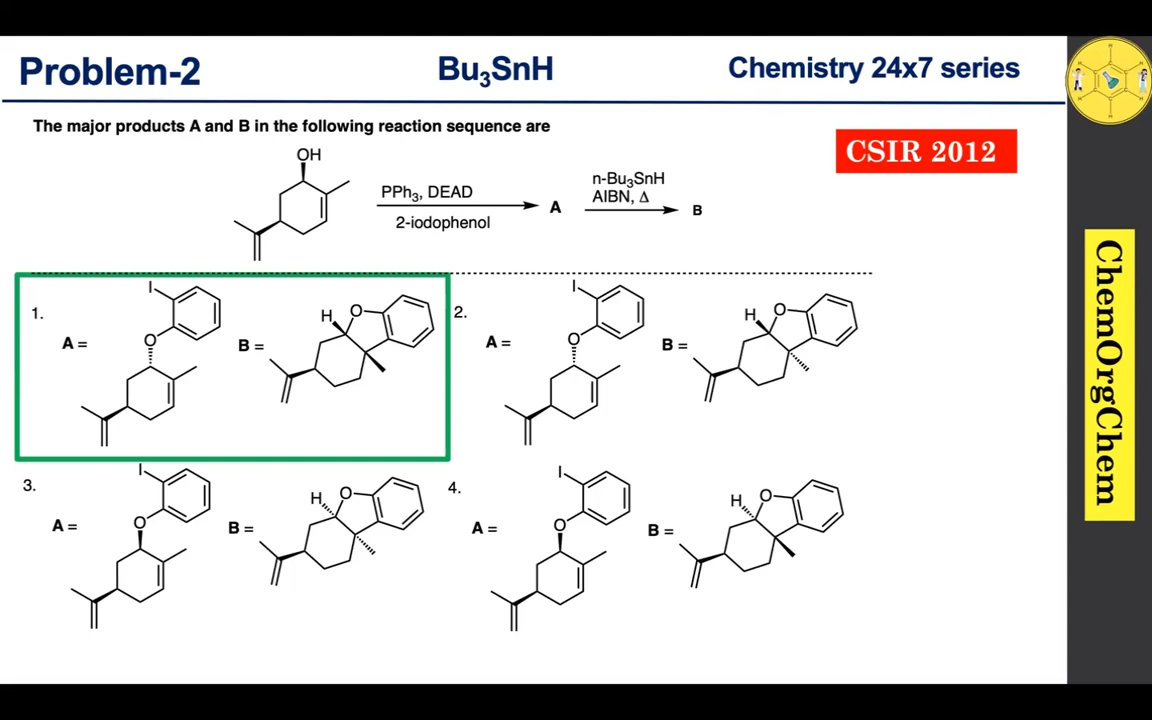 Problem-2
Bu3SnH
Chemistry 24x7 series
The major products A and B in the following reaction sequence are
CSIR 2012
OH
PPh3, DEAD
2-iodophenol
A
n-Bu3SnH
AIBN, Δ
B
1.
A =
I
O
B =
H
O
2.
A =
I
O
B =
H
O
3.
A =
I
O
B =
H
O
4.
A =
I
O
B =
H
O
ChemOrgChem